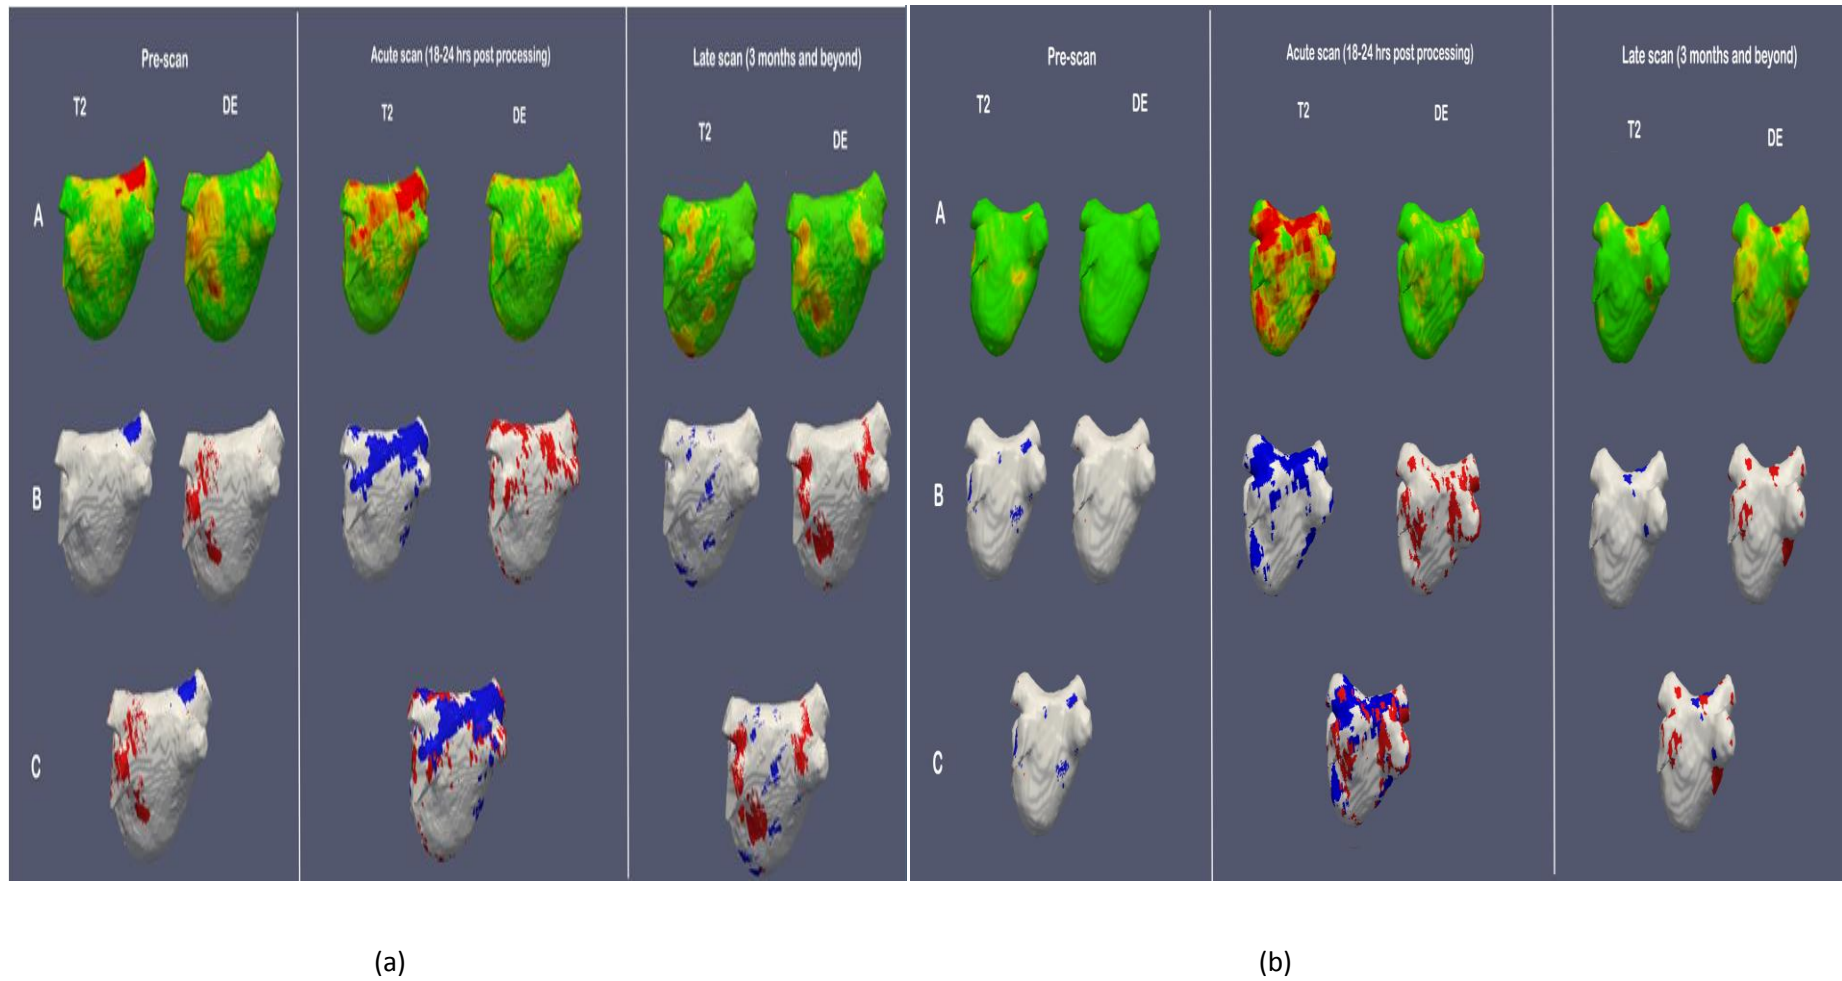 Pre-scan
Acute scan (18-24 hrs post processing)
Late scan (3 months and beyond)
T2
DE
T2
DE
T2
DE
A
B
C
Pre-scan
Acute scan (18-24 hrs post processing)
Late scan (3 months and beyond)
T2
DE
T2
DE
T2
DE
A
B
C
(a)
(b)